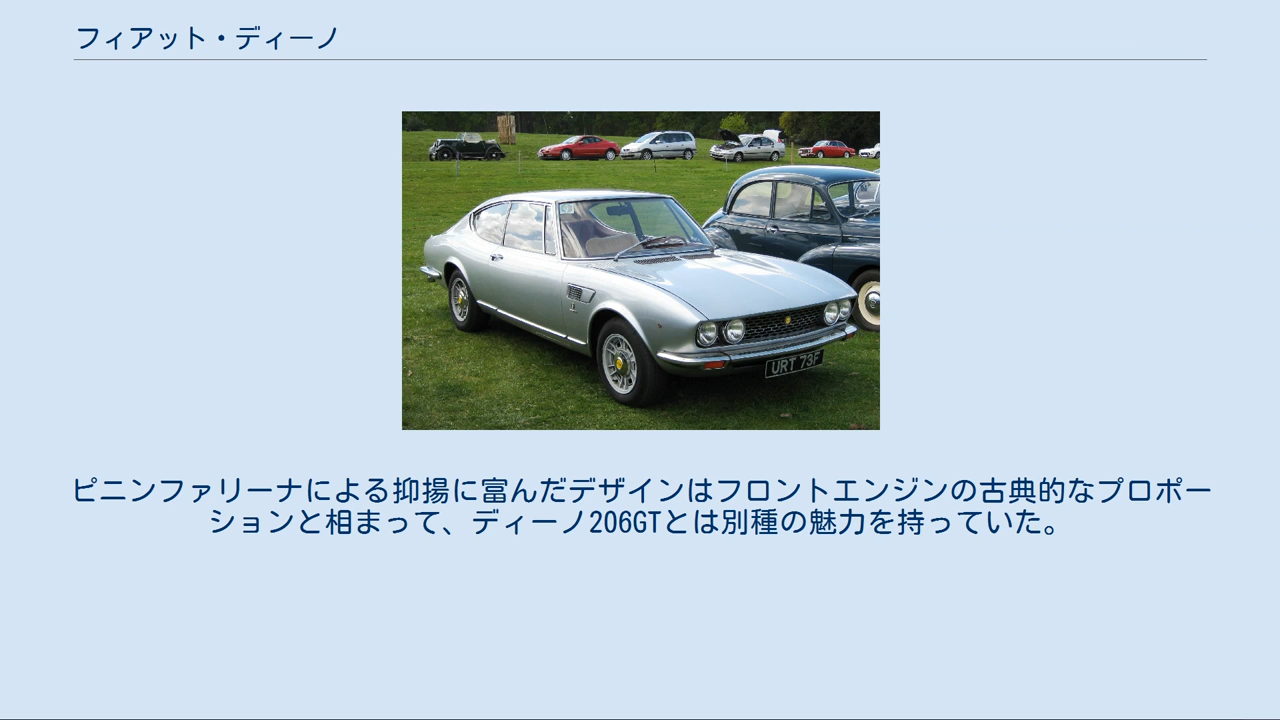 フィアット・ディーノ
URT 73F
ピニンファリーナによる抑揚に富んだデザインはフロントエンジンの古典的なプロポー
ションと相まって、ディーノ206GTとは別種の魅力を持っていた。